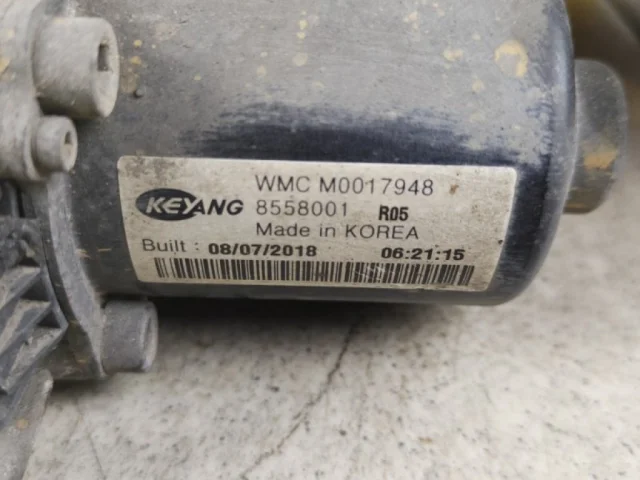 WMC M0017948
KEYANG 8558001 R05
Made in KOREA
Built : 08/07/2018 06:21:15